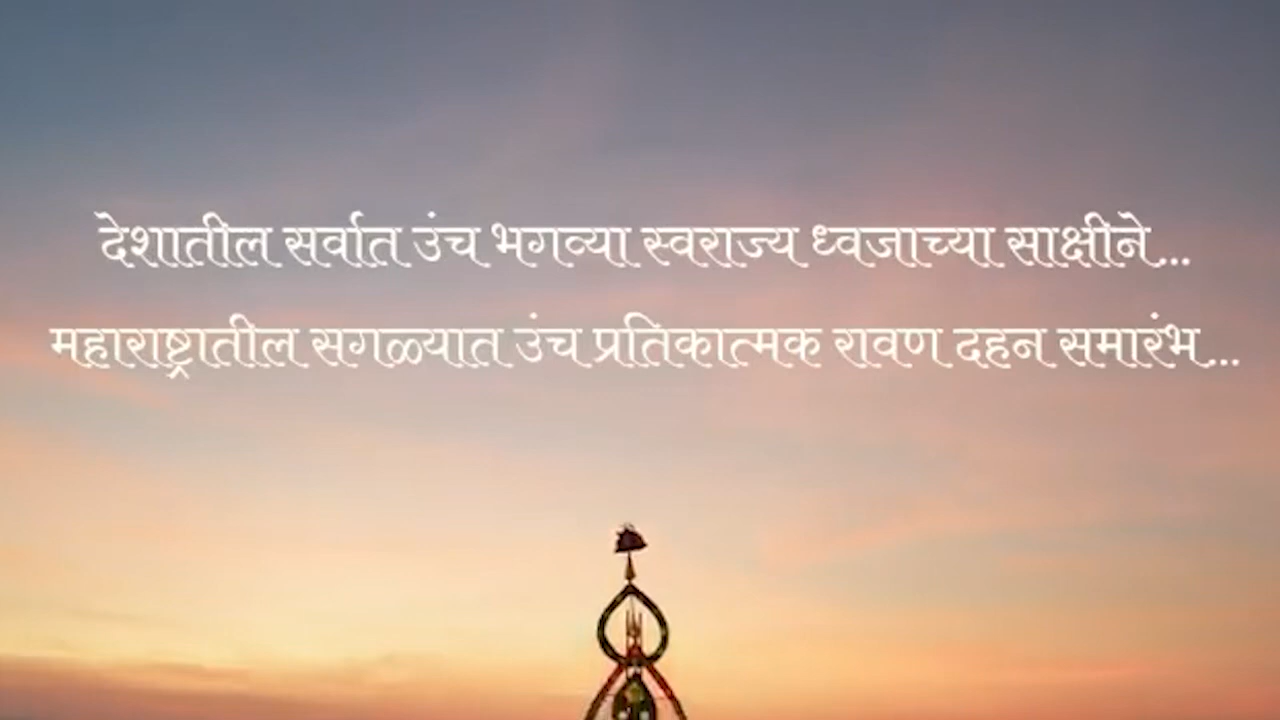 देशातील सर्वात उंच भगव्या स्वराज्य ध्वजाच्या साक्षीने...
महाराष्ट्रातील सगळ्यात उंच प्रतिकात्मक रावण दहन समारंभ...